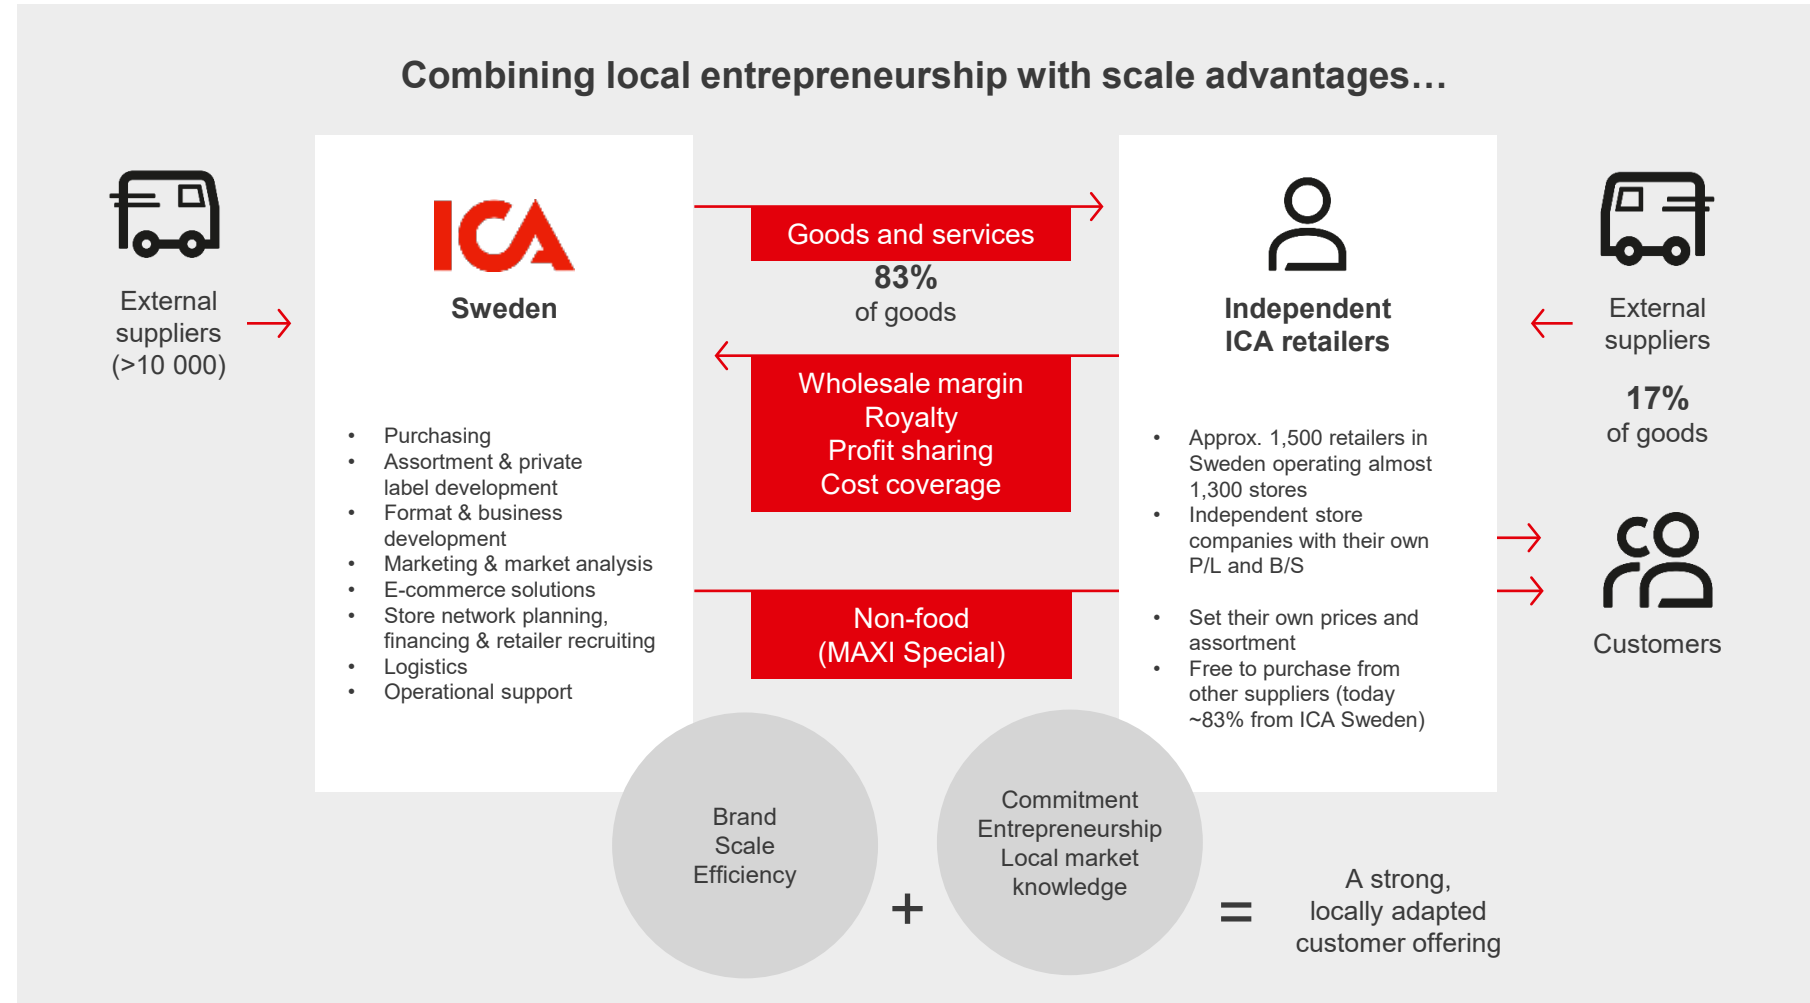 Combining local entrepreneurship with scale advantages…
External
suppliers
(>10 000)
ICA
Sweden
• Purchasing
• Assortment & private
label development
• Format & business
development
• Marketing & market analysis
• E-commerce solutions
• Store network planning,
financing & retailer recruiting
• Logistics
• Operational support
Goods and services
83%
of goods
Wholesale margin
Royalty
Profit sharing
Cost coverage
Non-food
(MAXI Special)
Independent
ICA retailers
• Approx. 1,500 retailers in
Sweden operating almost
1,300 stores
• Independent store
companies with their own
P/L and B/S
• Set their own prices and
assortment
• Free to purchase from
other suppliers (today
~83% from ICA Sweden)
External
suppliers
17%
of goods
Customers
Brand
Scale
Efficiency
+
Commitment
Entrepreneurship
Local market
knowledge
=
A strong,
locally adapted
customer offering